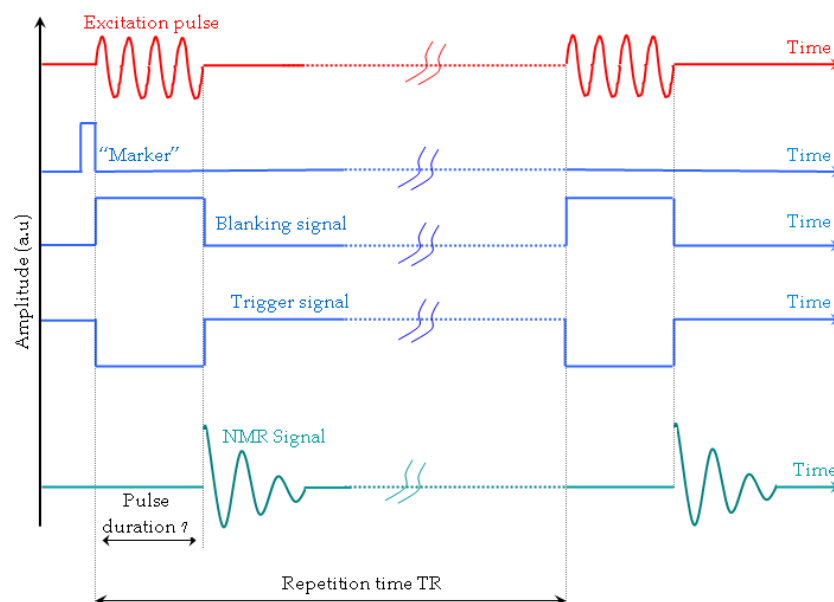 Excitation pulse
Time
“Marker”
Time
Blanking signal
Time
Trigger signal
Time
Amplitude (a.u)
NMR Signal
Time
Pulse
duration ?
Repetition time TR